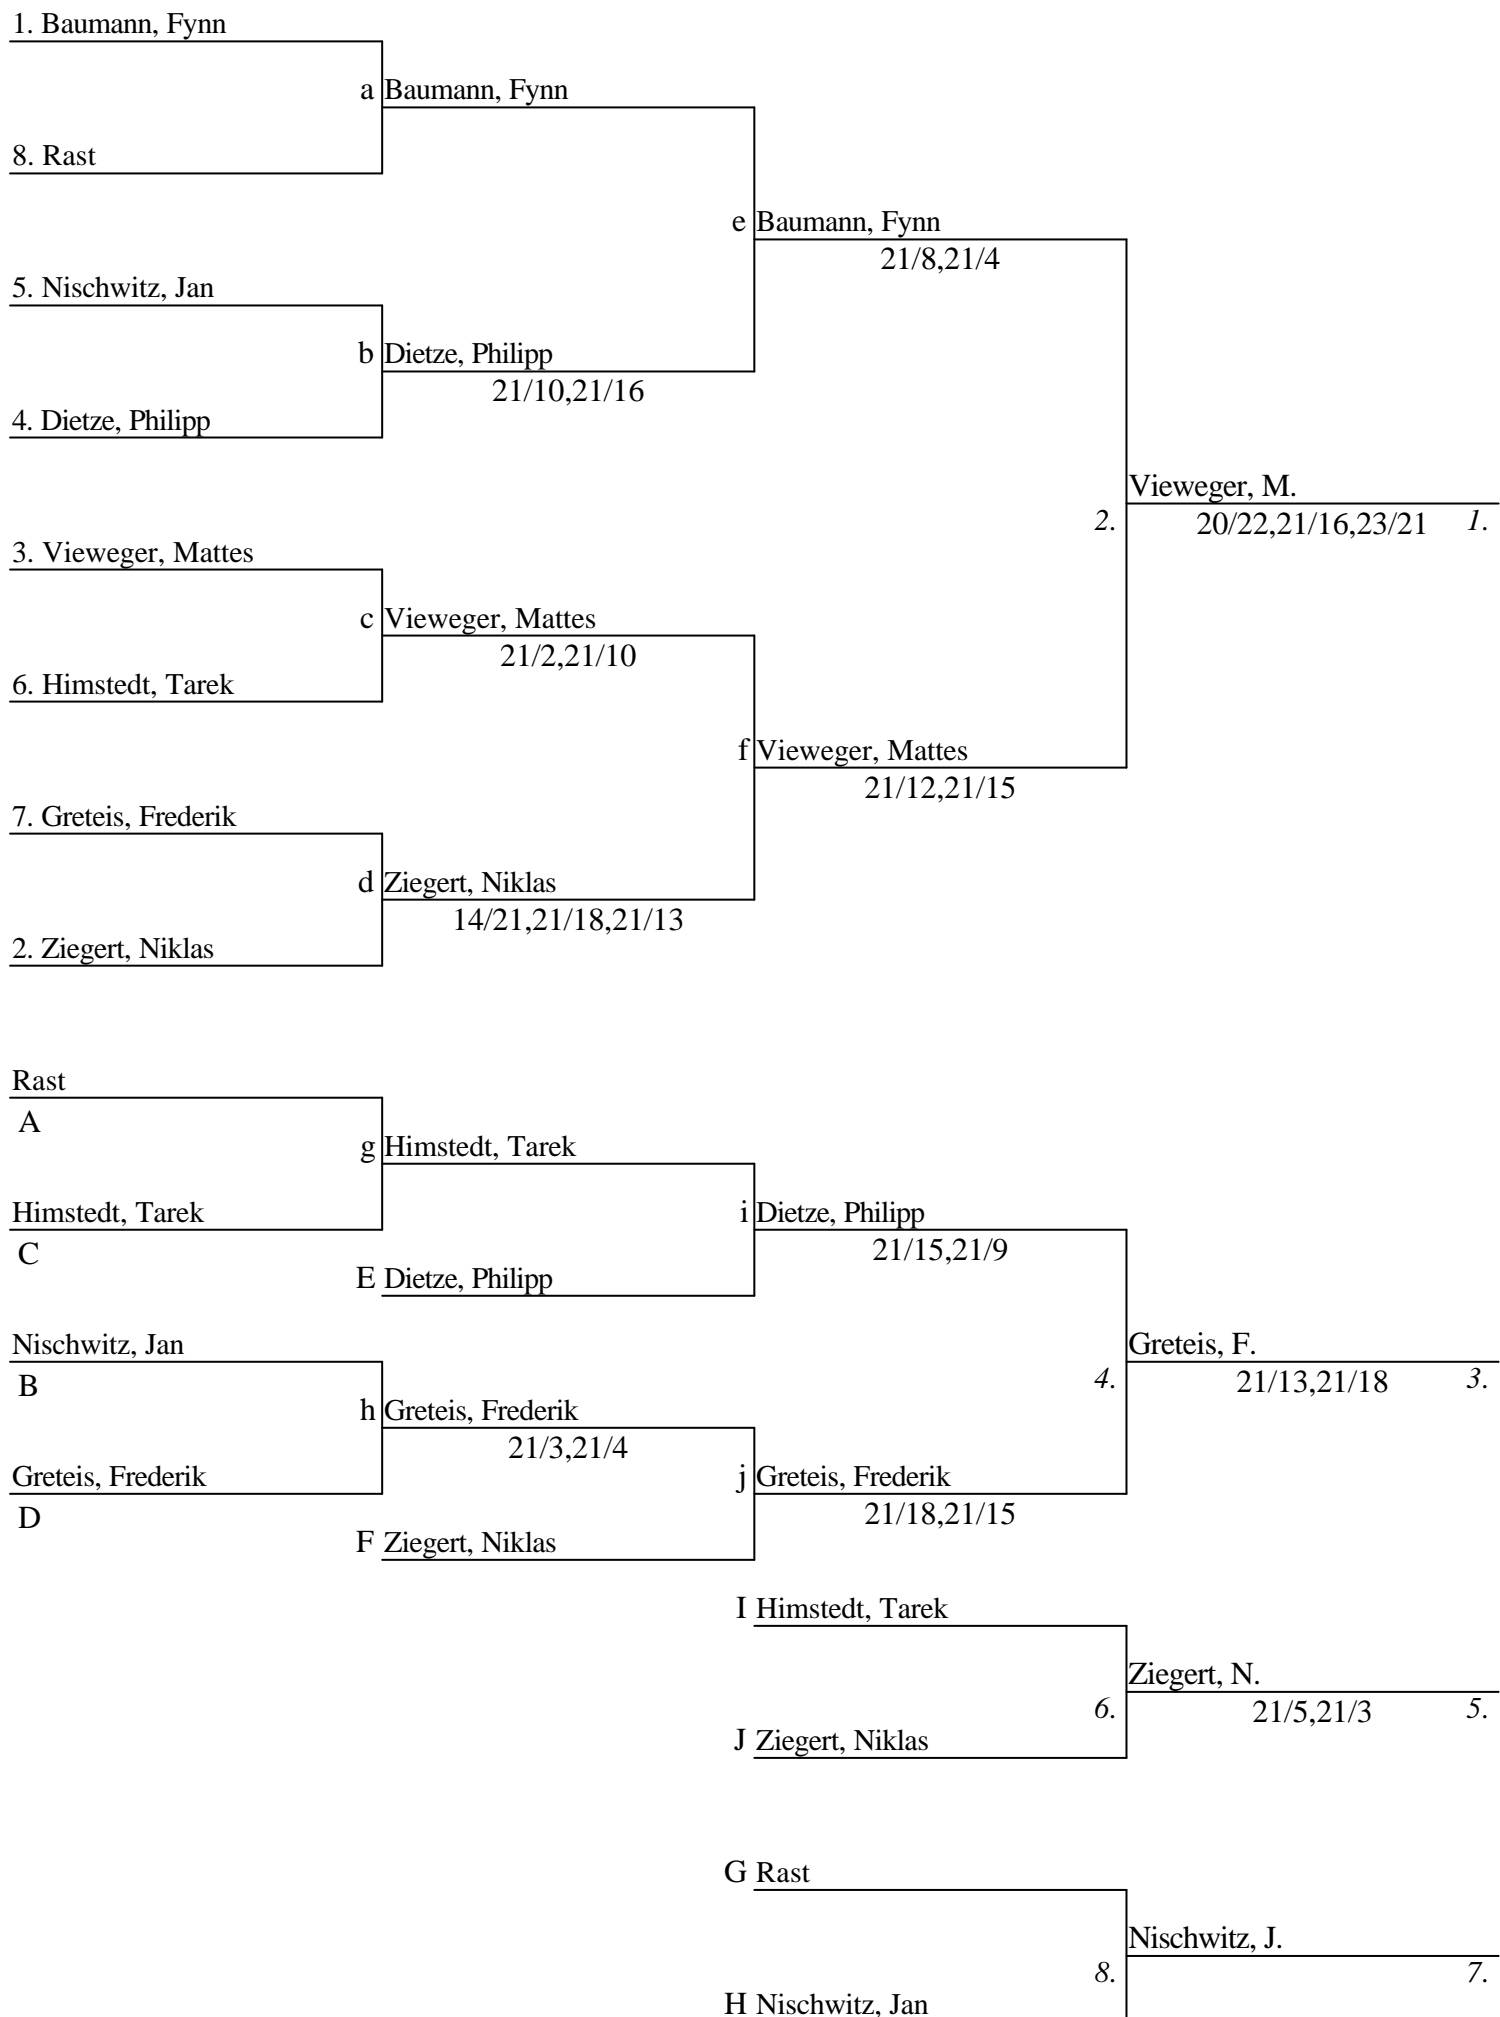 1. Baumann, Fynn
a Baumann, Fynn
8. Rast
e Baumann, Fynn
21/8,21/4
5. Nischwitz, Jan
b Dietze, Philipp
21/10,21/16
4. Dietze, Philipp
Vieweger, M.
2.
20/22,21/16,23/21 1.
3. Vieweger, Mattes
c Vieweger, Mattes
21/2,21/10
6. Himstedt, Tarek
f Vieweger, Mattes
21/12,21/15
7. Greteis, Frederik
d Ziegert, Niklas
14/21,21/18,21/13
2. Ziegert, Niklas
Rast
A
g Himstedt, Tarek
Himstedt, Tarek
C
i Dietze, Philipp
21/15,21/9
E Dietze, Philipp
Nischwitz, Jan
B
Greteis, F.
4.
21/13,21/18 3.
h Greteis, Frederik
21/3,21/4
Greteis, Frederik
D
j Greteis, Frederik
21/18,21/15
F Ziegert, Niklas
I Himstedt, Tarek
Ziegert, N.
6.
21/5,21/3 5.
J Ziegert, Niklas
G Rast
Nischwitz, J.
8.
7.
H Nischwitz, Jan